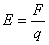 E = F/q